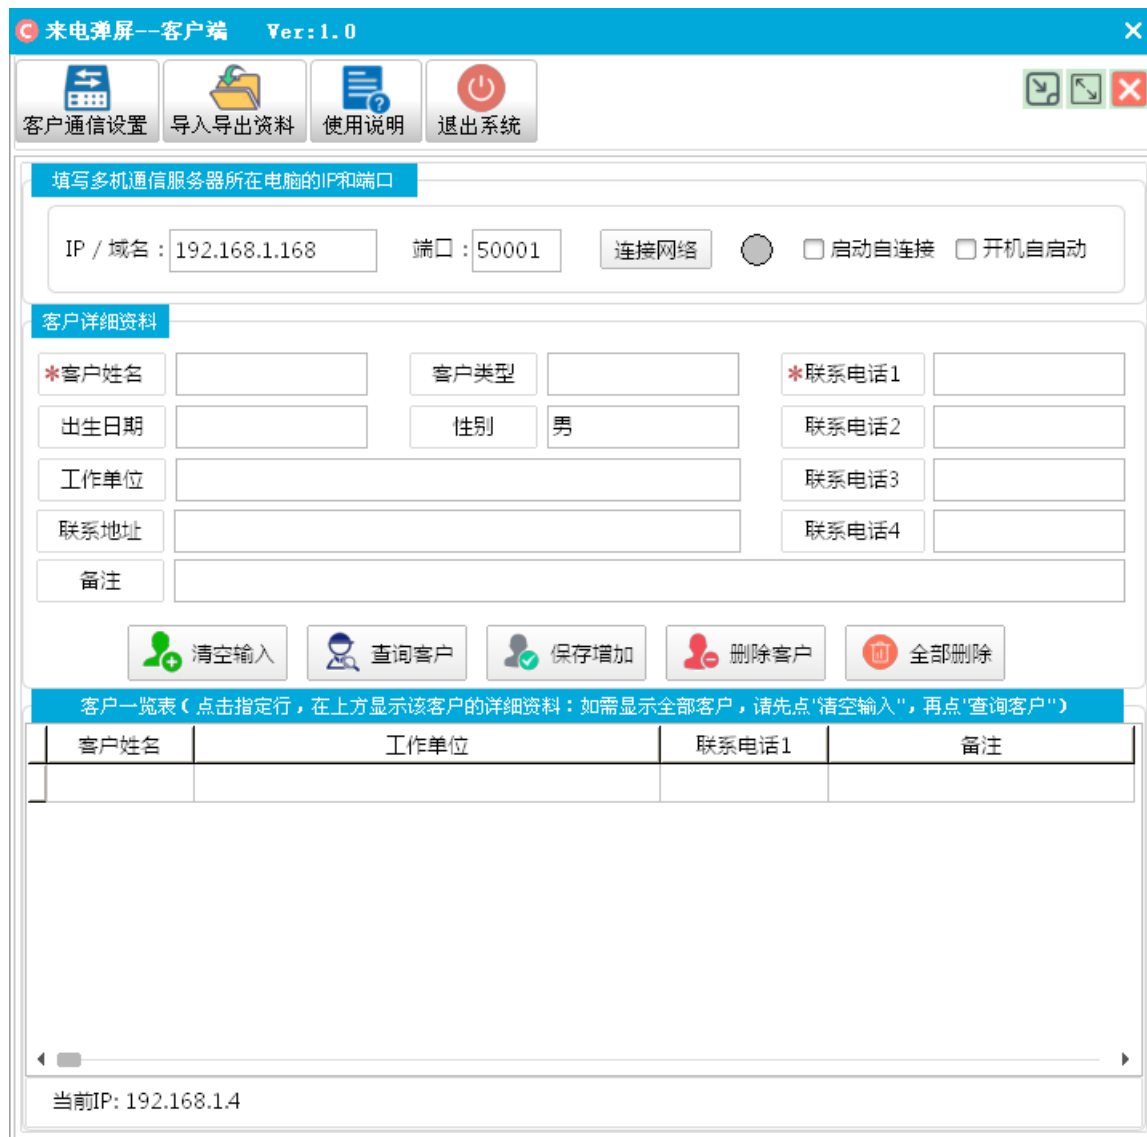 来电弹屏--客户端 Ver:1.0
客户通信设置 导入导出资料 使用说明 退出系统
填写多机通信服务器所在电脑的IP和端口
IP / 域名 : 192.168.1.168 端口 : 50001 连接网络 启动自连接 开机自启动
客户详细资料
*客户姓名 客户类型 *联系电话1
出生日期 性别 男 联系电话2
工作单位 联系电话3
联系地址 联系电话4
备注
清空输入 查询客户 保存增加 删除客户 全部删除
客户一览表(点击指定行,在上方显示该客户的详细资料:如需显示全部客户,请先点"清空输入",再点"查询客户")
客户姓名 工作单位 联系电话1 备注
当前IP: 192.168.1.4